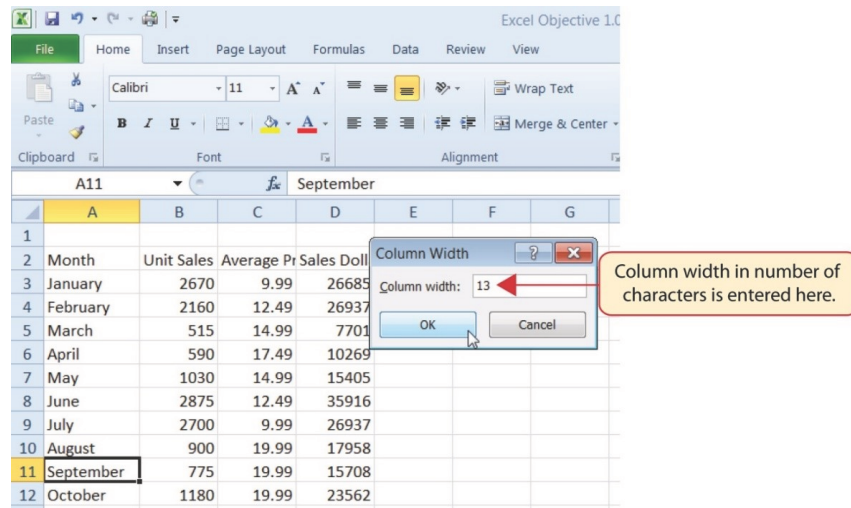 Excel Objective 1.0
File Home Insert Page Layout Formulas Data Review View
Calibri 11 A A Wrap Text
Paste B I U A Merge & Center
Clipboard Font Alignment
A11 fx September
A B C D E F G
1
2 Month Unit Sales Average Pr Sales Doll
3 January 2670 9.99 26685
4 February 2160 12.49 26937
5 March 515 14.99 7701
6 April 590 17.49 10269
7 May 1030 14.99 15405
8 June 2875 12.49 35916
9 July 2700 9.99 26937
10 August 900 19.99 17958
11 September 775 19.99 15708
12 October 1180 19.99 23562
Column Width ?
Column width: 13
OK Cancel
Column width in number of
characters is entered here.